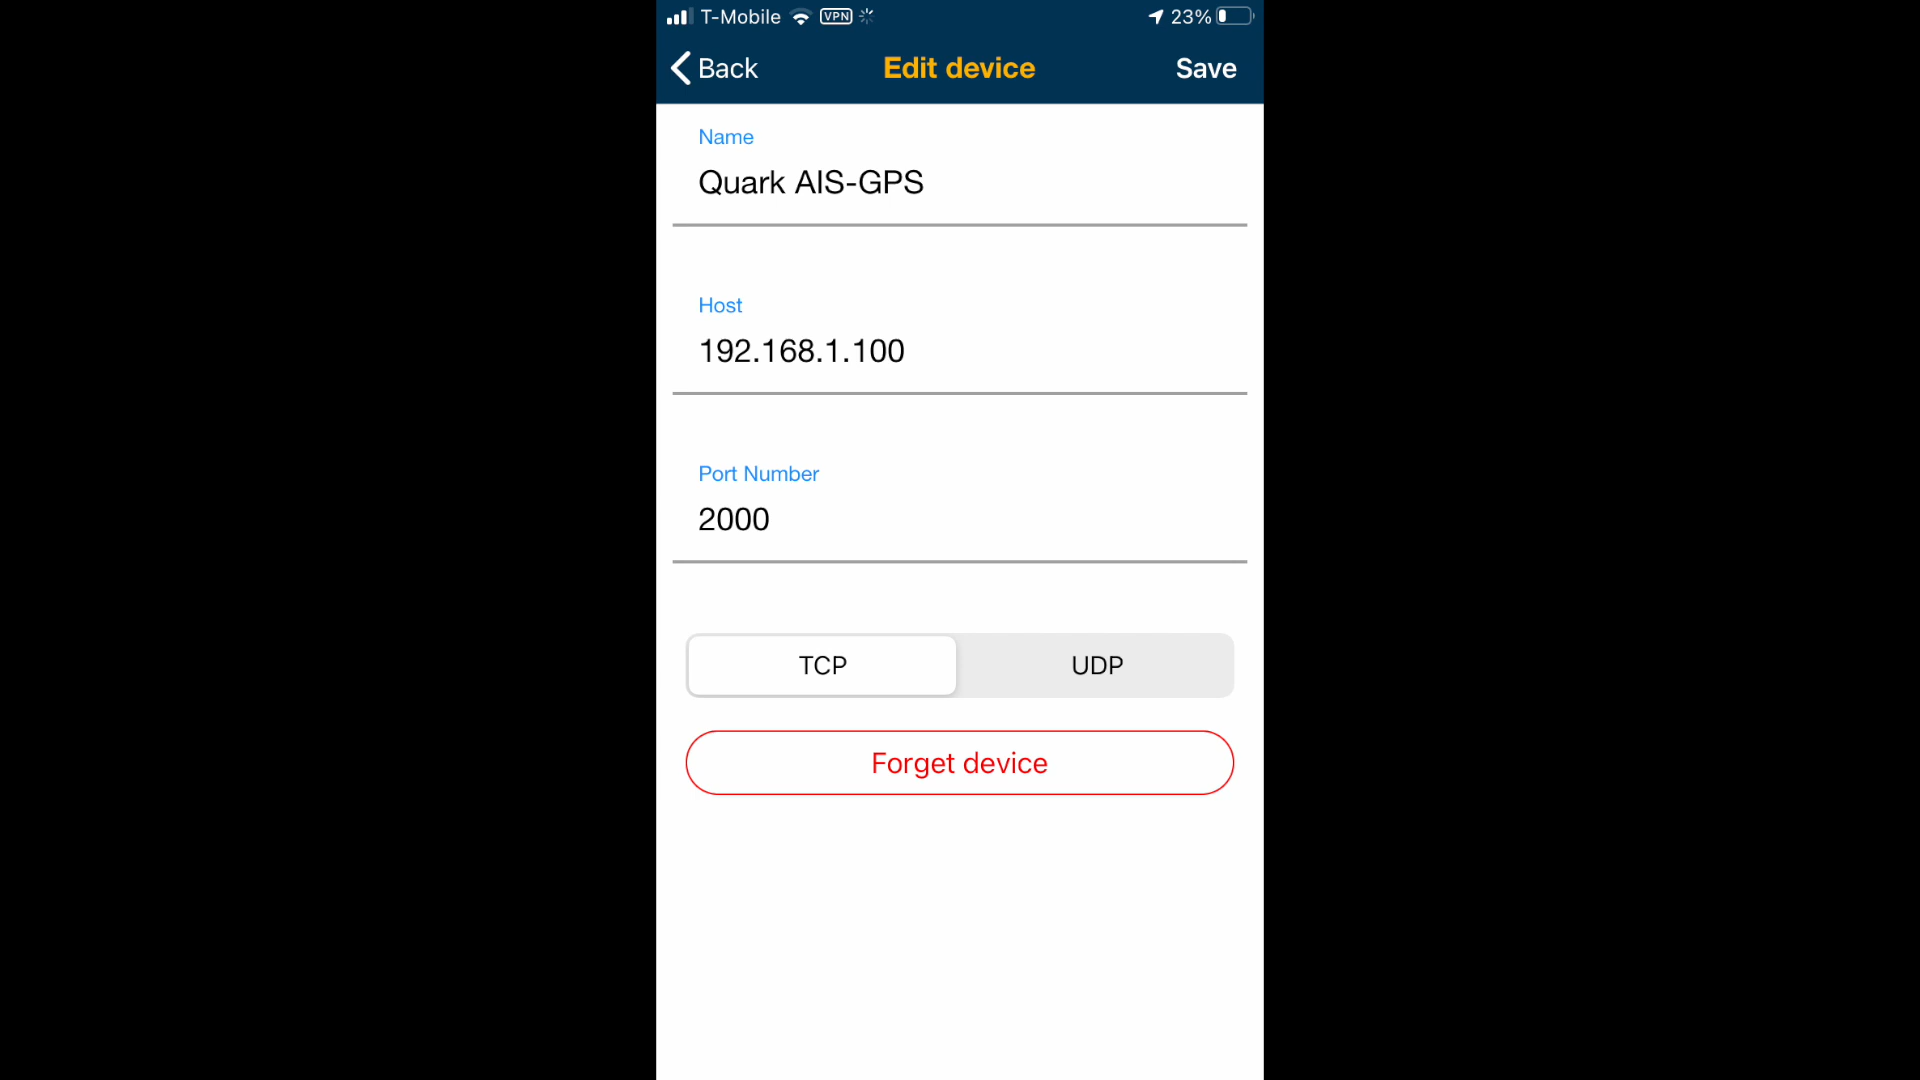 T-Mobile VPN 23%
Back Edit device Save
Name
Quark AIS-GPS
Host
192.168.1.100
Port Number
2000
TCP UDP
Forget device